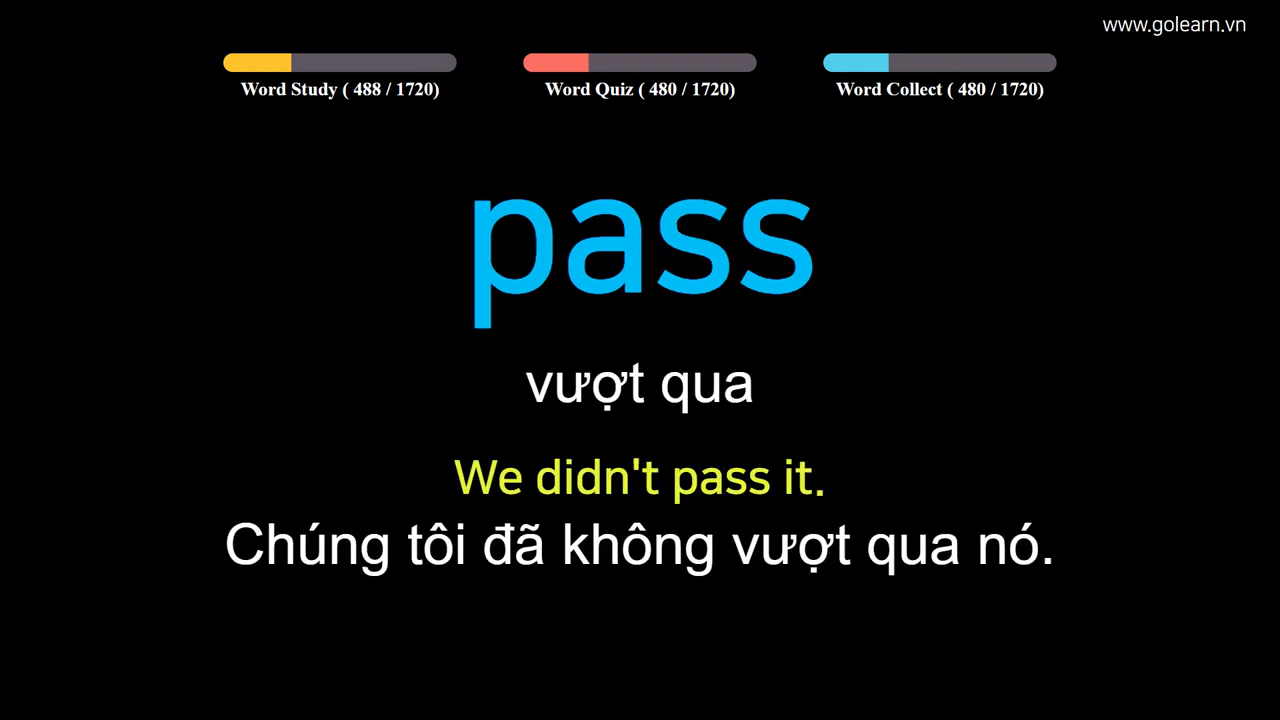 www.golearn.vn
Word Study ( 488 / 1720)
Word Quiz ( 480 / 1720)
Word Collect ( 480 / 1720)
pass
vượt qua
We didn't pass it.
Chúng tôi đã không vượt qua nó.